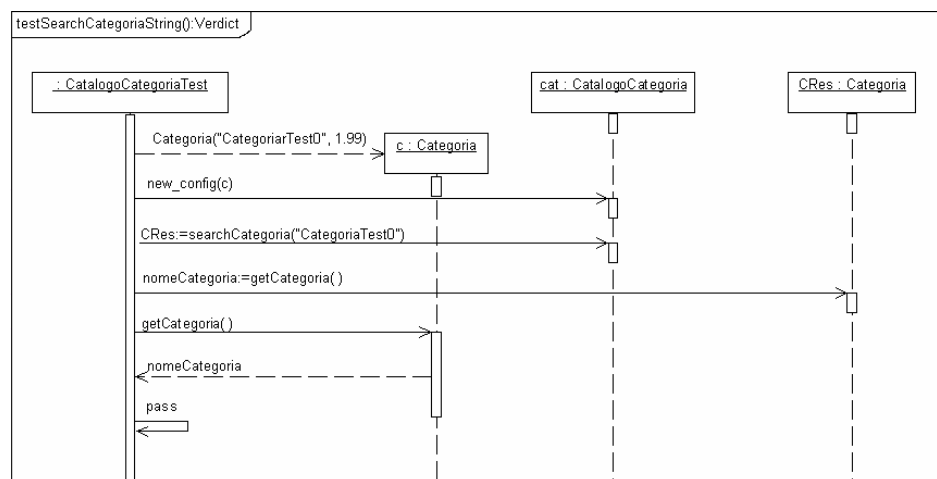 testSearchCategoriaString():Verdict
: CatalogoCategoriaTest
cat : CatalogoCategoria
CRes : Categoria
Categoria("CategoriarTest0", 1.99)
c : Categoria
new_config(c)
CRes:=searchCategoria("CategoriaTest0")
nomeCategoria:=getCategoria( )
getCategoria( )
nomeCategoria
pass